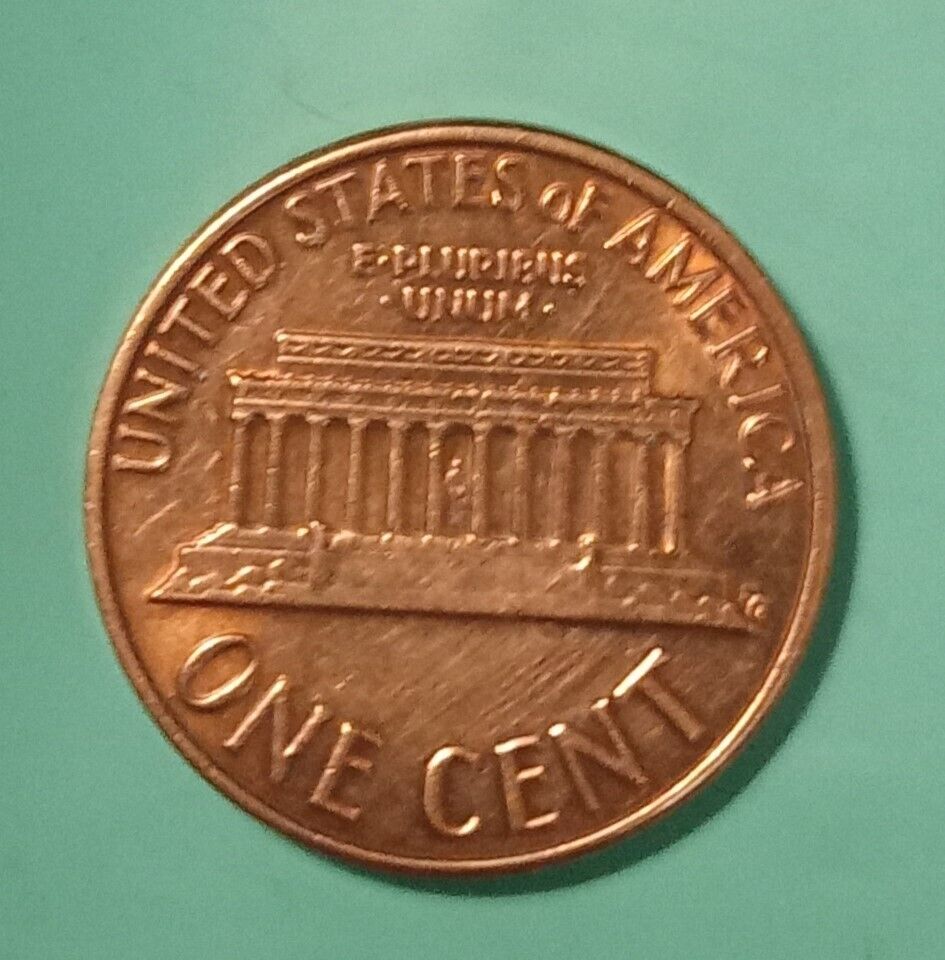 UNITED STATES of AMERICA
E·PLURIBUS
·UNUM·
ONE CENT